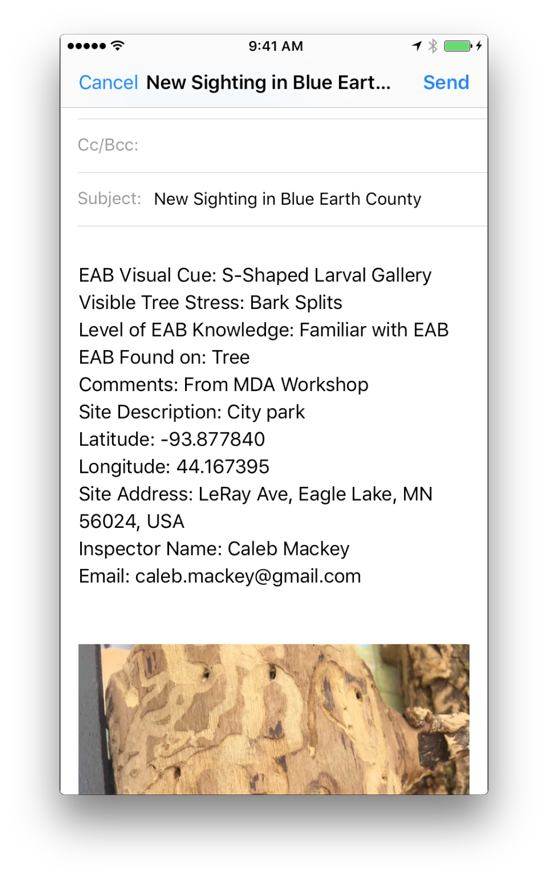 9:41 AM
Cancel New Sighting in Blue Eart... Send
Cc/Bcc:
Subject: New Sighting in Blue Earth County
EAB Visual Cue: S-Shaped Larval Gallery
Visible Tree Stress: Bark Splits
Level of EAB Knowledge: Familiar with EAB
EAB Found on: Tree
Comments: From MDA Workshop
Site Description: City park
Latitude: -93.877840
Longitude: 44.167395
Site Address: LeRay Ave, Eagle Lake, MN
56024, USA
Inspector Name: Caleb Mackey
Email: caleb.mackey@gmail.com